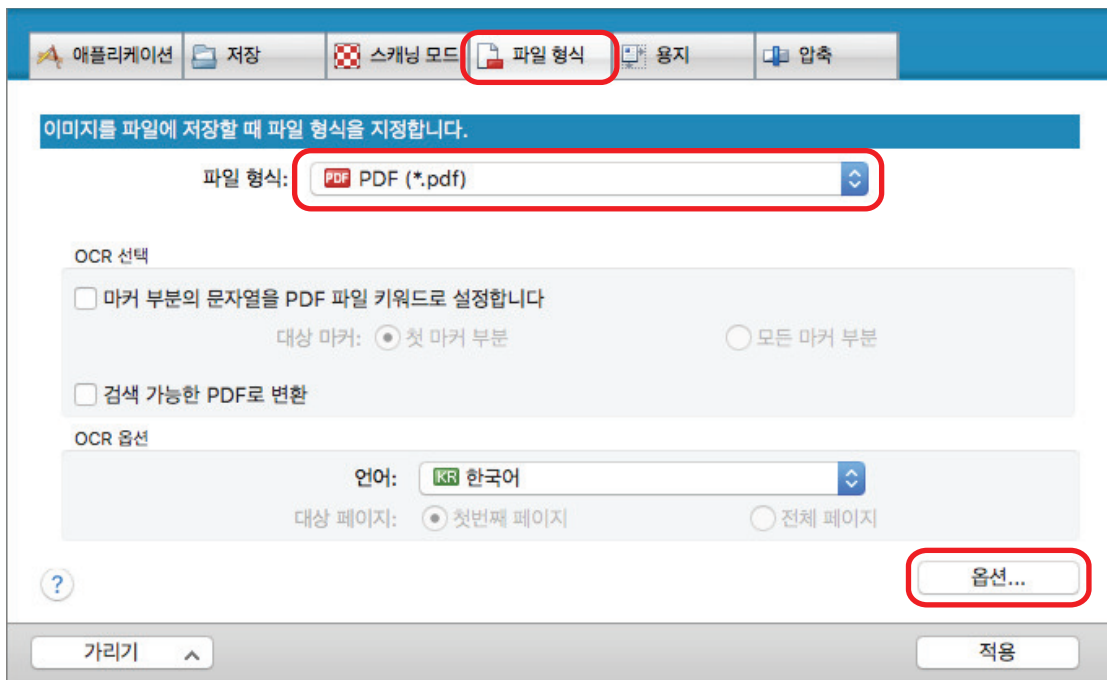 애플리케이션 저장 스캐닝 모드 파일 형식 용지 압축
이미지를 파일에 저장할 때 파일 형식을 지정합니다.
파일 형식: PDF PDF (*.pdf)
OCR 선택
마커 부분의 문자열을 PDF 파일 키워드로 설정합니다
대상 마커: 첫 마커 부분 모든 마커 부분
검색 가능한 PDF로 변환
OCR 옵션
언어: KR 한국어
대상 페이지: 첫번째 페이지 전체 페이지
? 옵션...
가리기 적용